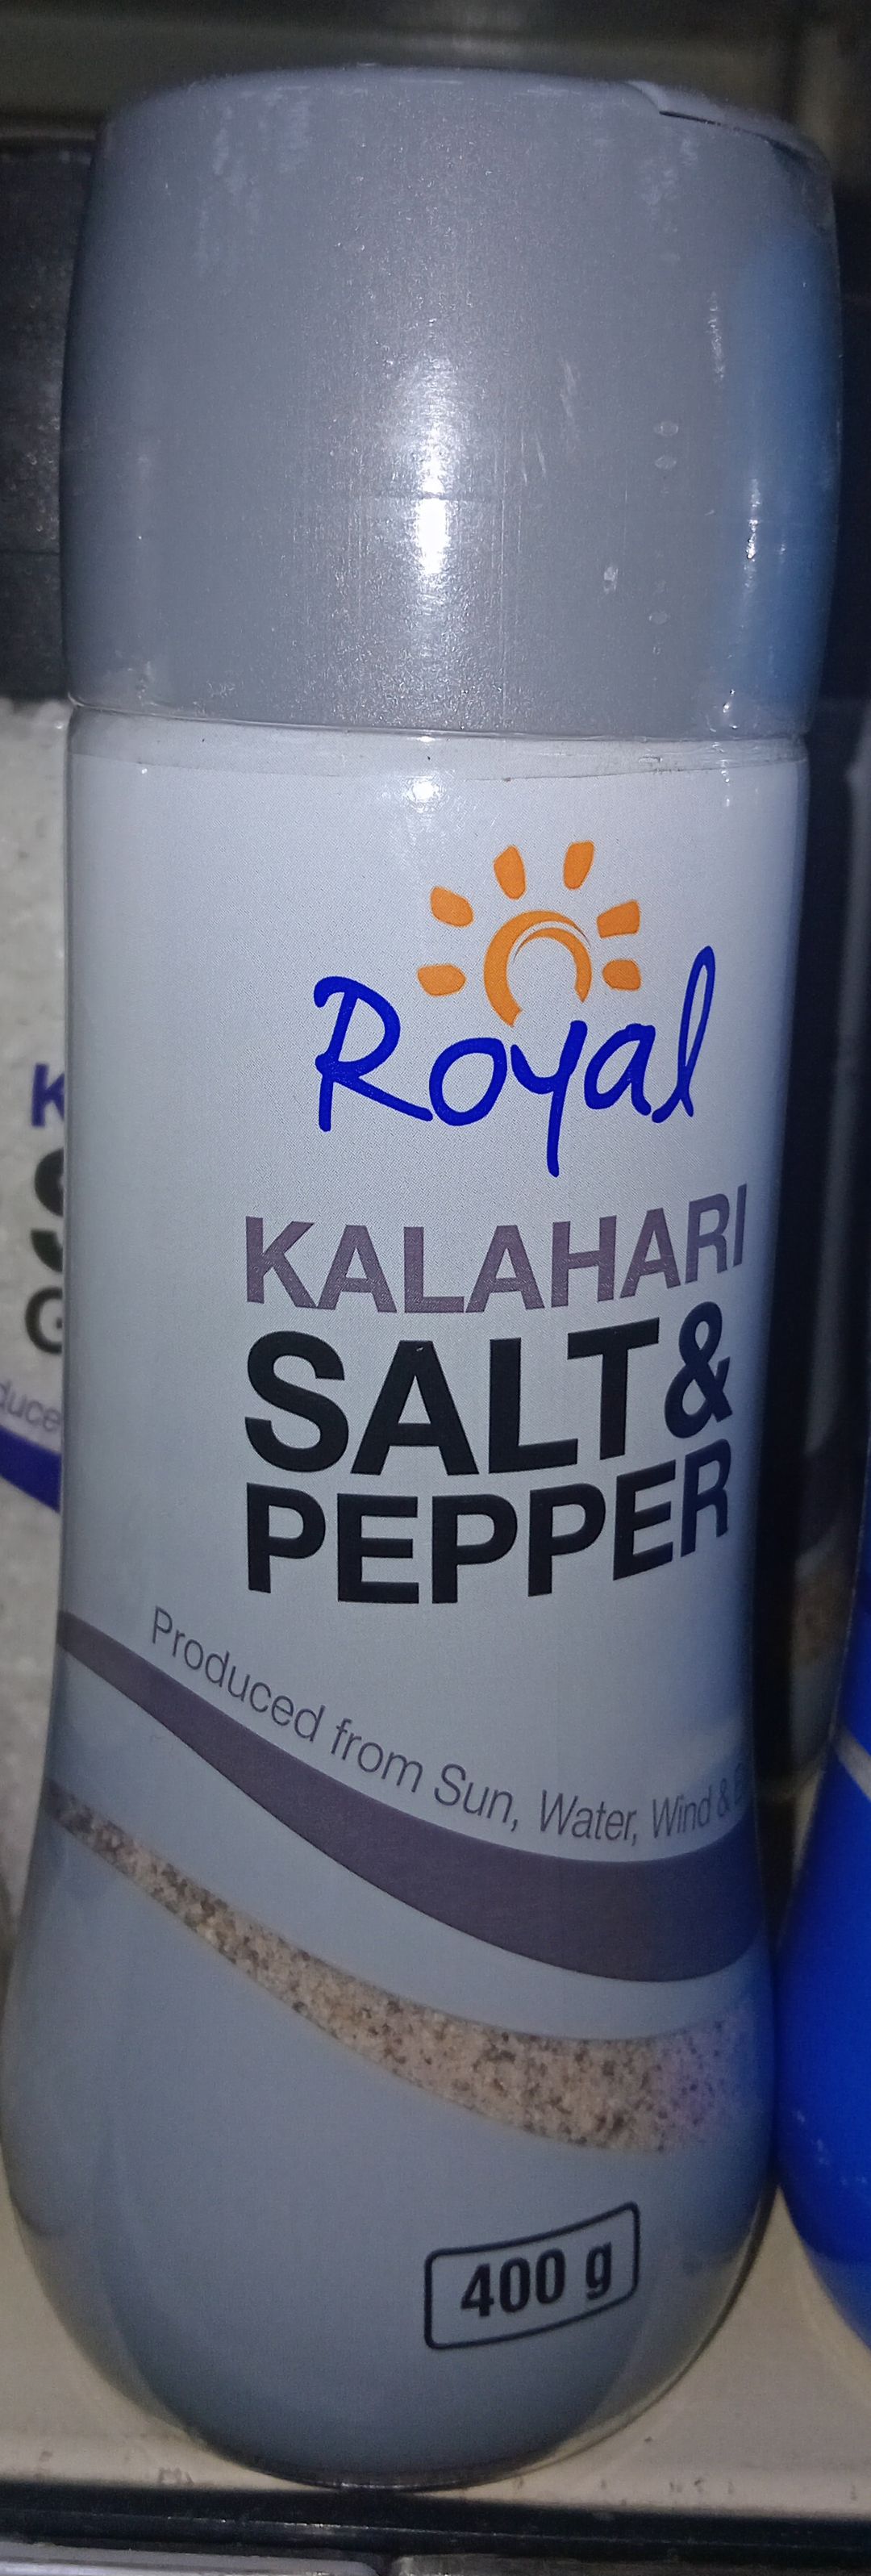 Royal
KALAHARI
SALT &
PEPPER
Produced from Sun, Water, Wind &
400 g